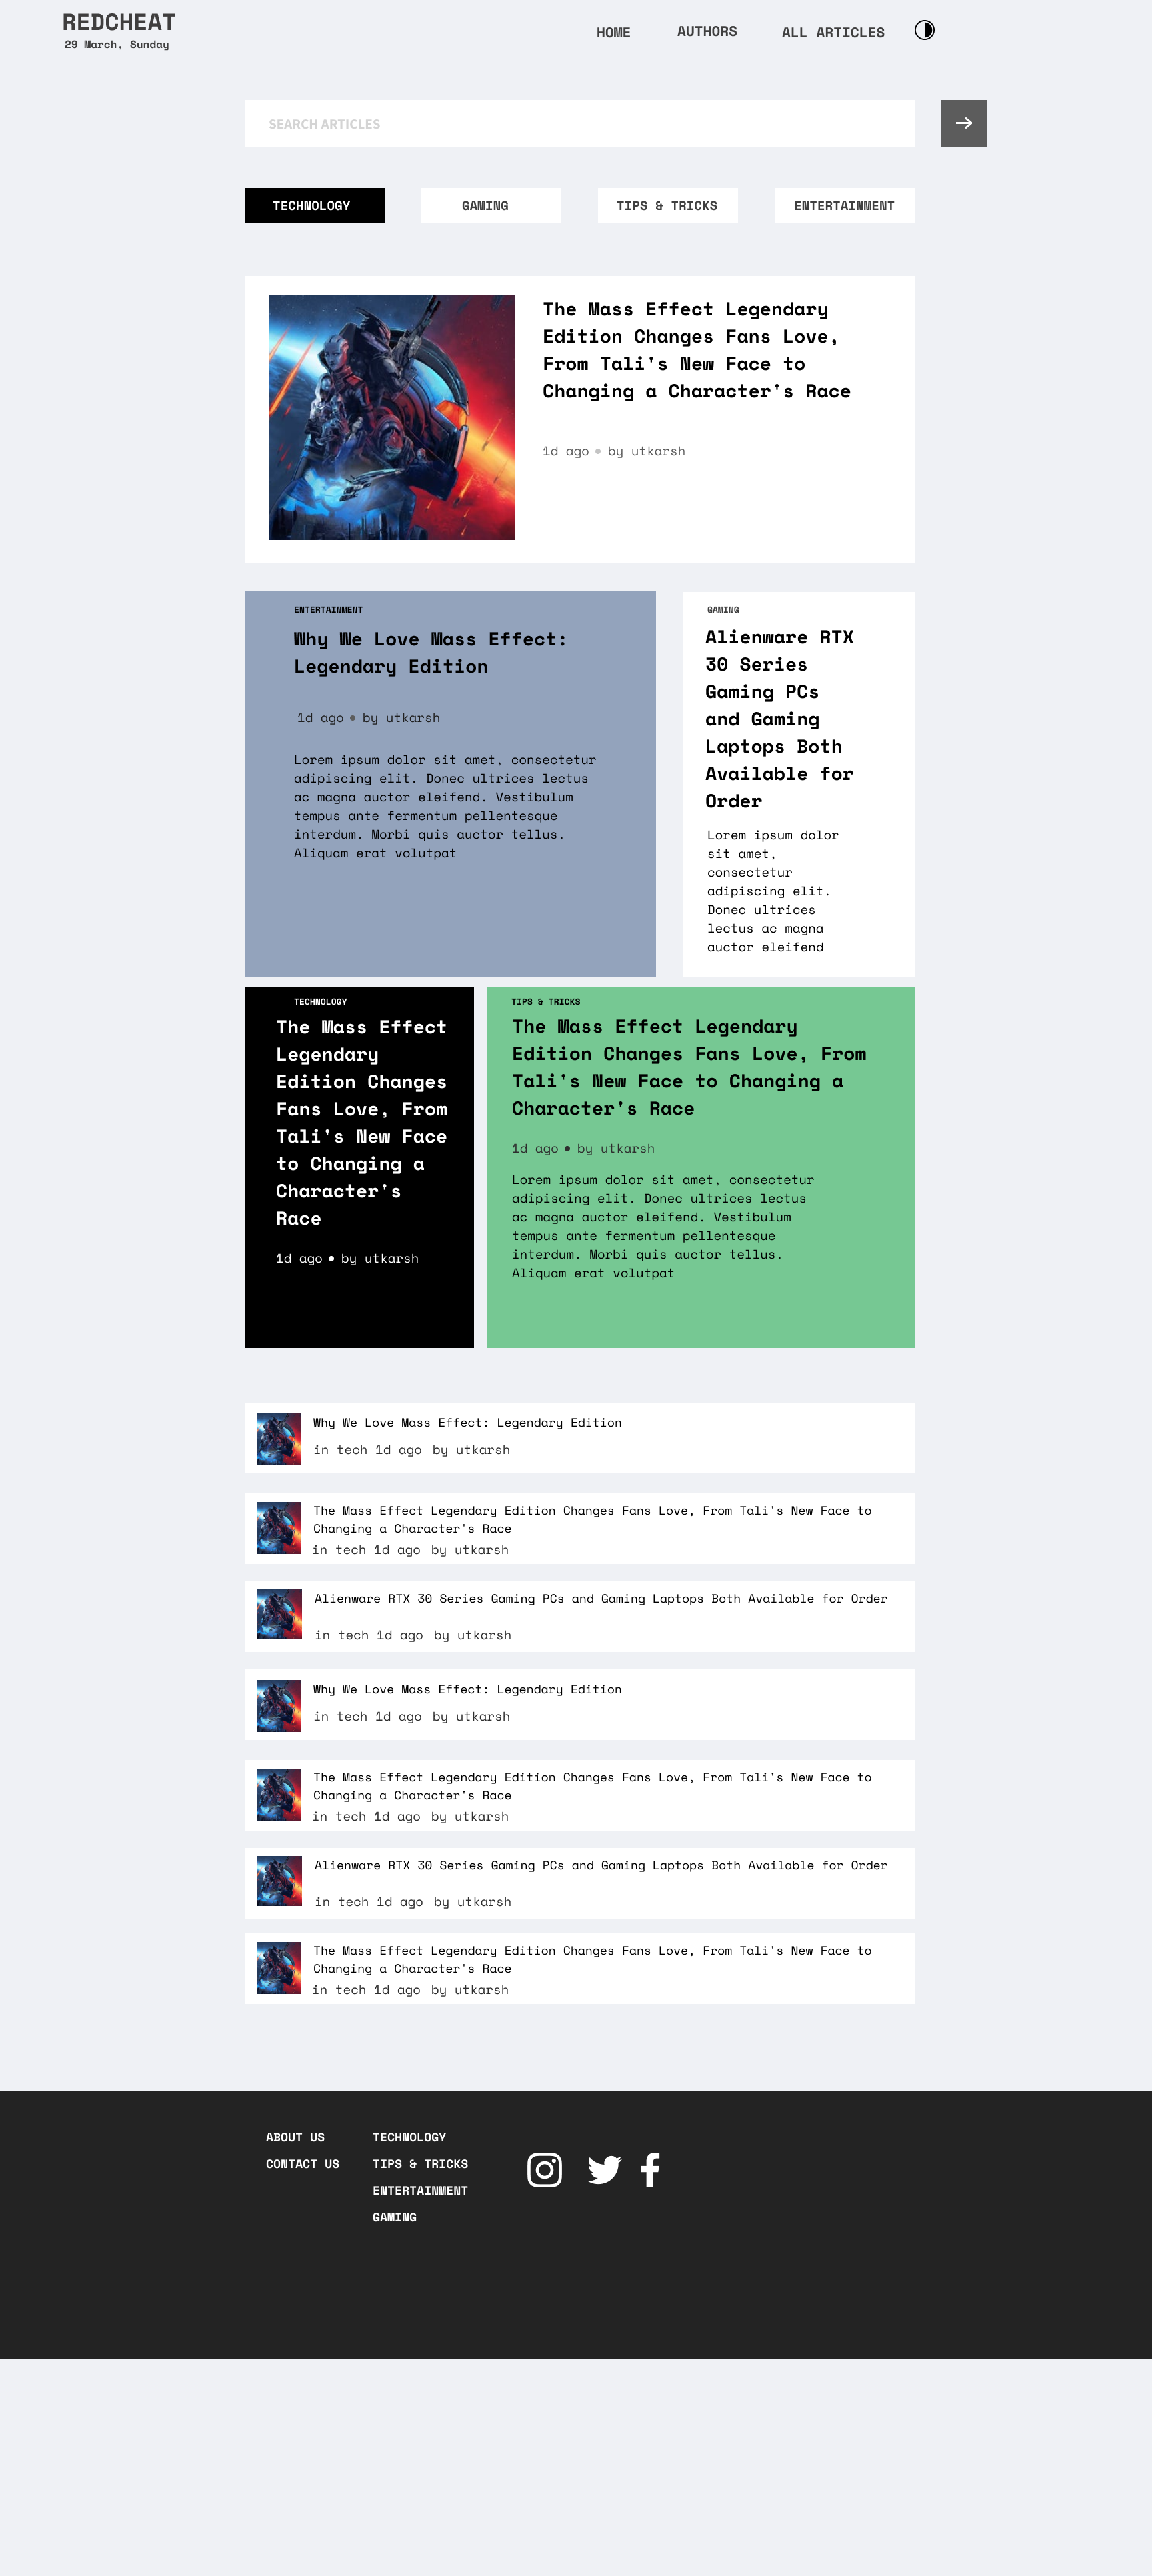 REDCHEAT
29 March, Sunday
HOME
AUTHORS
ALL ARTICLES
SEARCH ARTICLES
TECHNOLOGY
GAMING
TIPS & TRICKS
ENTERTAINMENT
The Mass Effect Legendary
Edition Changes Fans Love,
From Tali's New Face to
Changing a Character's Race
1d ago • by utkarsh
ENTERTAINMENT
Why We Love Mass Effect:
Legendary Edition
1d ago • by utkarsh
Lorem ipsum dolor sit amet, consectetur
adipiscing elit. Donec ultrices lectus
ac magna auctor eleifend. Vestibulum
tempus ante fermentum pellentesque
interdum. Morbi quis auctor tellus.
Aliquam erat volutpat
GAMING
Alienware RTX
30 Series
Gaming PCs
and Gaming
Laptops Both
Available for
Order
Lorem ipsum dolor
sit amet,
consectetur
adipiscing elit.
Donec ultrices
lectus ac magna
auctor eleifend
TECHNOLOGY
The Mass Effect
Legendary
Edition Changes
Fans Love, From
Tali's New Face
to Changing a
Character's
Race
1d ago • by utkarsh
TIPS & TRICKS
The Mass Effect Legendary
Edition Changes Fans Love, From
Tali's New Face to Changing a
Character's Race
1d ago • by utkarsh
Lorem ipsum dolor sit amet, consectetur
adipiscing elit. Donec ultrices lectus
ac magna auctor eleifend. Vestibulum
tempus ante fermentum pellentesque
interdum. Morbi quis auctor tellus.
Aliquam erat volutpat
Why We Love Mass Effect: Legendary Edition
in tech 1d ago by utkarsh
The Mass Effect Legendary Edition Changes Fans Love, From Tali's New Face to
Changing a Character's Race
in tech 1d ago by utkarsh
Alienware RTX 30 Series Gaming PCs and Gaming Laptops Both Available for Order
in tech 1d ago by utkarsh
Why We Love Mass Effect: Legendary Edition
in tech 1d ago by utkarsh
The Mass Effect Legendary Edition Changes Fans Love, From Tali's New Face to
Changing a Character's Race
in tech 1d ago by utkarsh
Alienware RTX 30 Series Gaming PCs and Gaming Laptops Both Available for Order
in tech 1d ago by utkarsh
The Mass Effect Legendary Edition Changes Fans Love, From Tali's New Face to
Changing a Character's Race
in tech 1d ago by utkarsh
ABOUT US
CONTACT US
TECHNOLOGY
TIPS & TRICKS
ENTERTAINMENT
GAMING